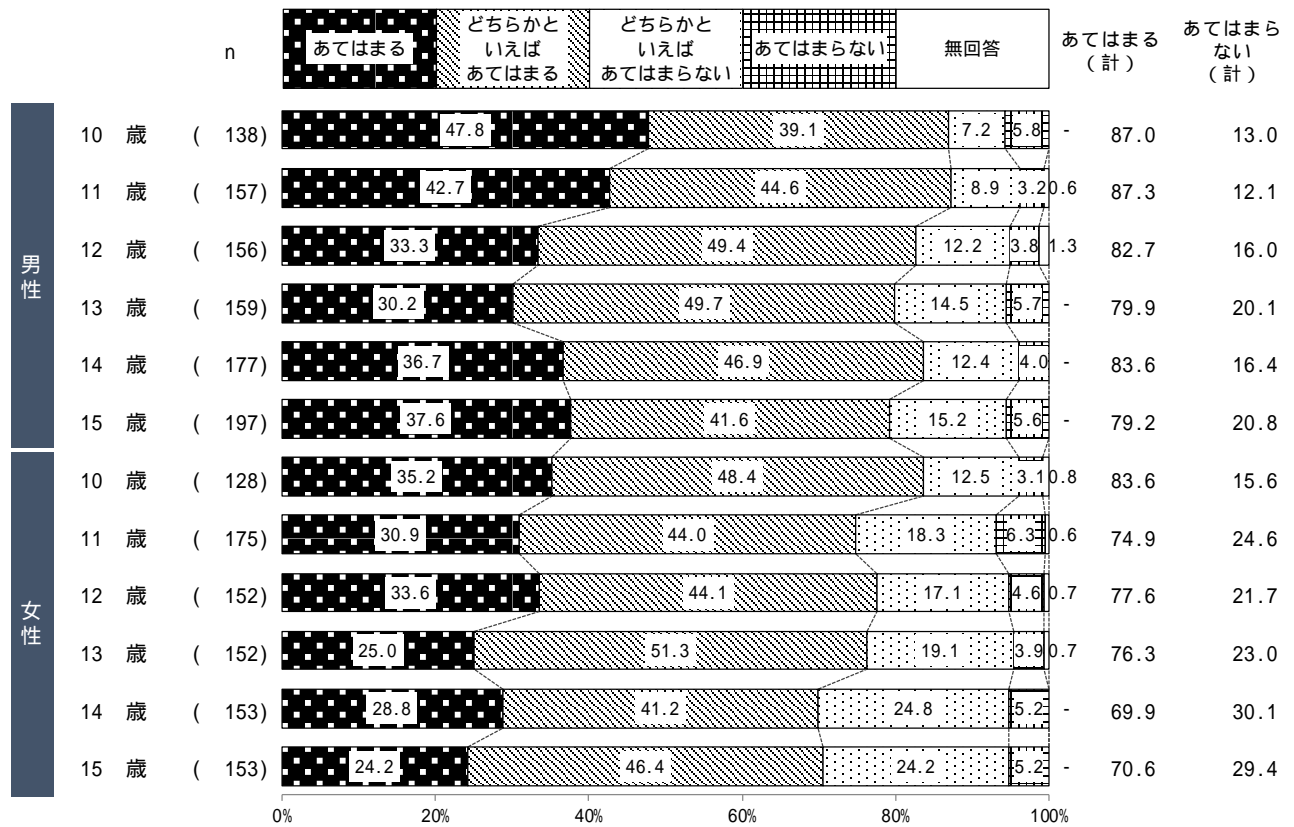 n
あてはまる
どちらかと
いえば
あてはまる
どちらかと
いえば
あてはまらない
あてはまらない
無回答
あてはまる
（計）
あてはまら
ない
（計）
男性
10 歳 ( 138) 47.8 39.1 7.2 5.8 - 87.0 13.0
11 歳 ( 157) 42.7 44.6 8.9 3.2 0.6 87.3 12.1
12 歳 ( 156) 33.3 49.4 12.2 3.8 1.3 82.7 16.0
13 歳 ( 159) 30.2 49.7 14.5 5.7 - 79.9 20.1
14 歳 ( 177) 36.7 46.9 12.4 4.0 - 83.6 16.4
15 歳 ( 197) 37.6 41.6 15.2 5.6 - 79.2 20.8
女性
10 歳 ( 128) 35.2 48.4 12.5 3.1 0.8 83.6 15.6
11 歳 ( 175) 30.9 44.0 18.3 6.3 0.6 74.9 24.6
12 歳 ( 152) 33.6 44.1 17.1 4.6 0.7 77.6 21.7
13 歳 ( 152) 25.0 51.3 19.1 3.9 0.7 76.3 23.0
14 歳 ( 153) 28.8 41.2 24.8 5.2 - 69.9 30.1
15 歳 ( 153) 24.2 46.4 24.2 5.2 - 70.6 29.4
0% 20% 40% 60% 80% 100%